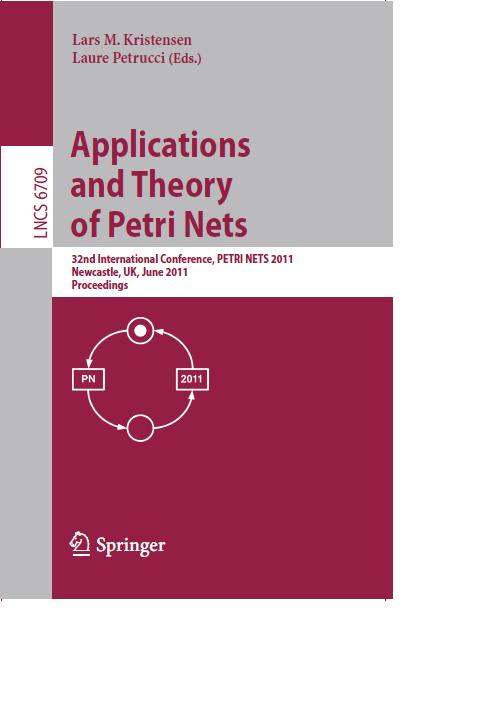 Lars M. Kristensen
Laure Petrucci (Eds.)
LNCS 6709
Applications
and Theory
of Petri Nets
32nd International Conference, PETRI NETS 2011
Newcastle, UK, June 2011
Proceedings
PN
2011
Springer